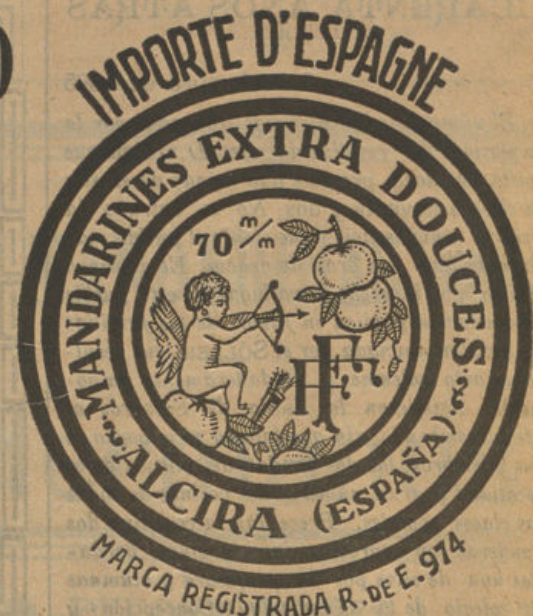 IMPORTE D'ESPAGNE
MANDARINES EXTRA DOUCES
70 m/m
FF
ALCIRA (ESPAÑA)
MARCA REGISTRADA R. DE E. 974